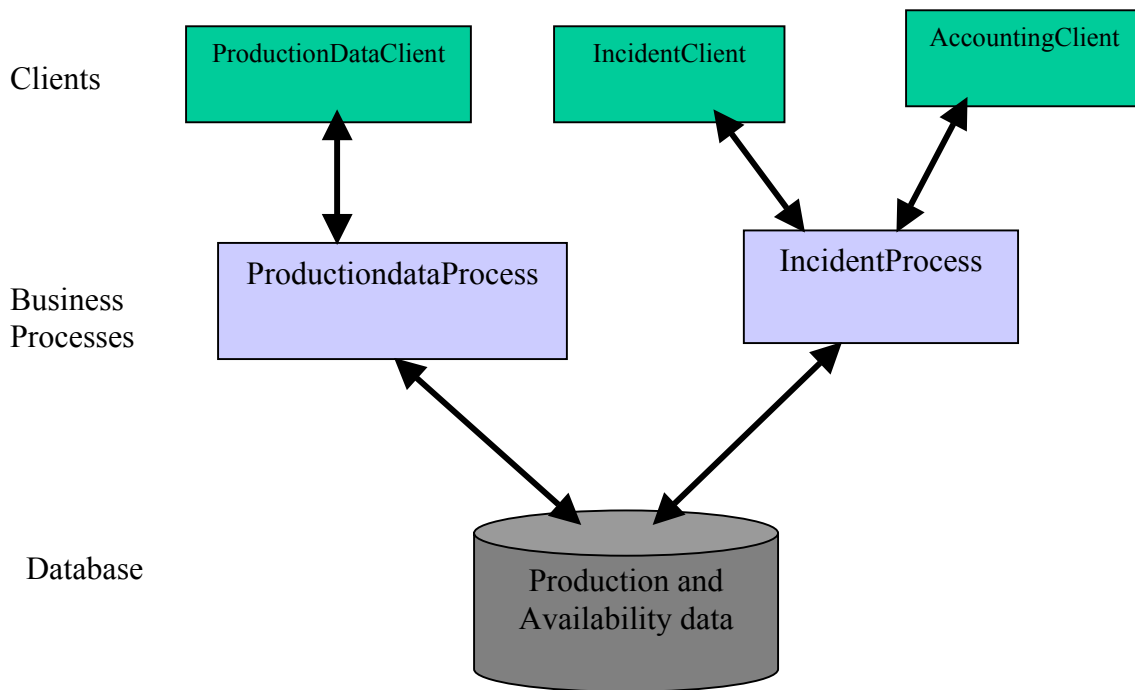 Clients
ProductionDataClient
IncidentClient
AccountingClient
Business
Processes
ProductiondataProcess
IncidentProcess
Database
Production and
Availability data